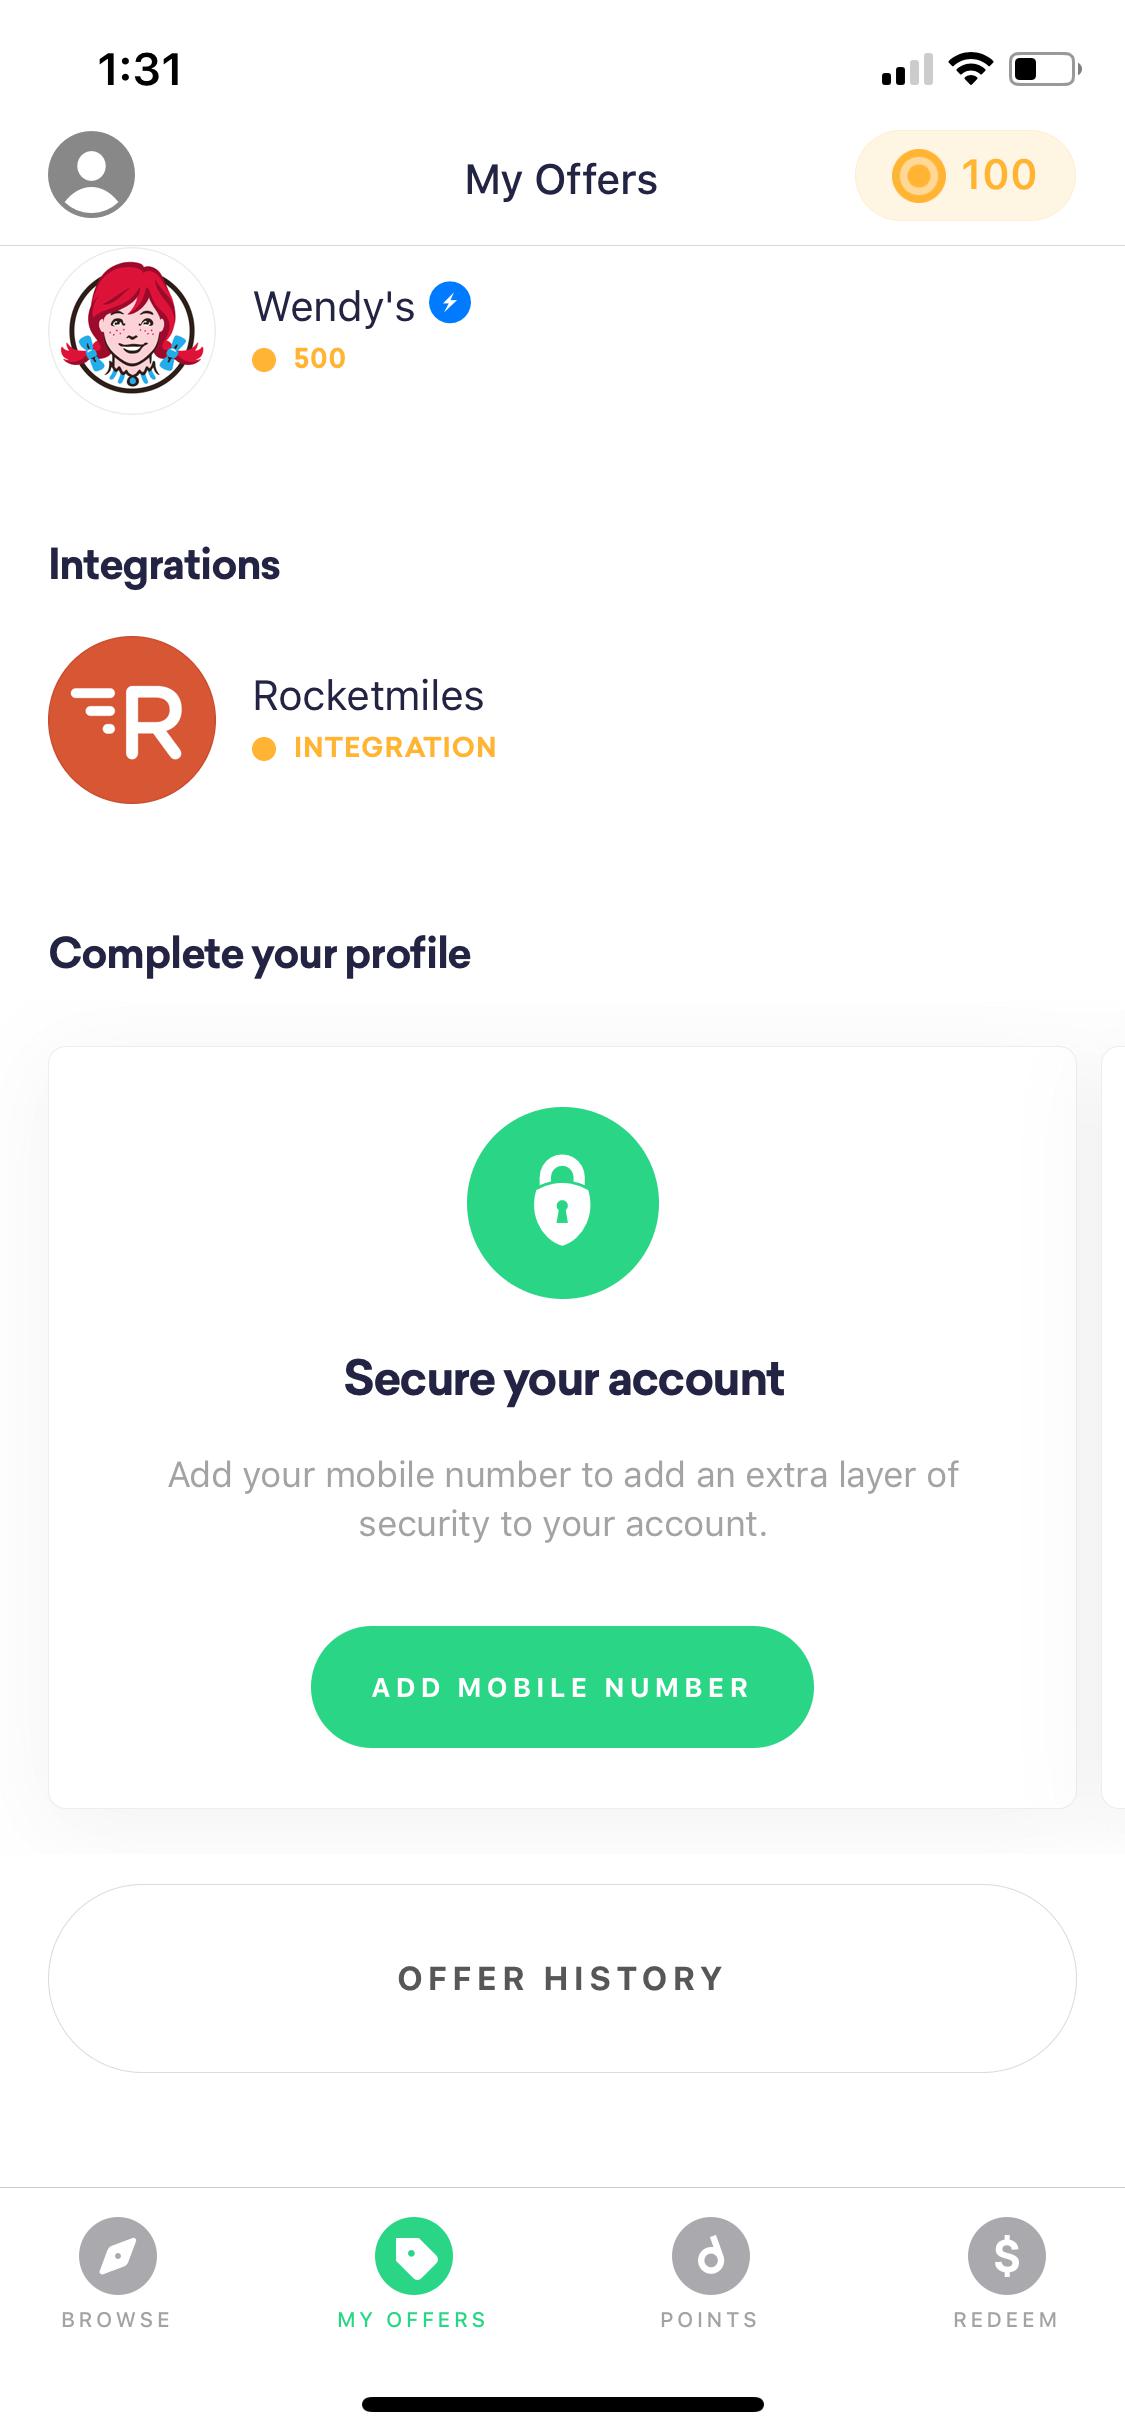 1:31
My Offers
100
Wendy's
500
Integrations
R
Rocketmiles
INTEGRATION
Complete your profile
Secure your account
Add your mobile number to add an extra layer of
security to your account.
ADD MOBILE NUMBER
OFFER HISTORY
BROWSE
MY OFFERS
POINTS
REDEEM